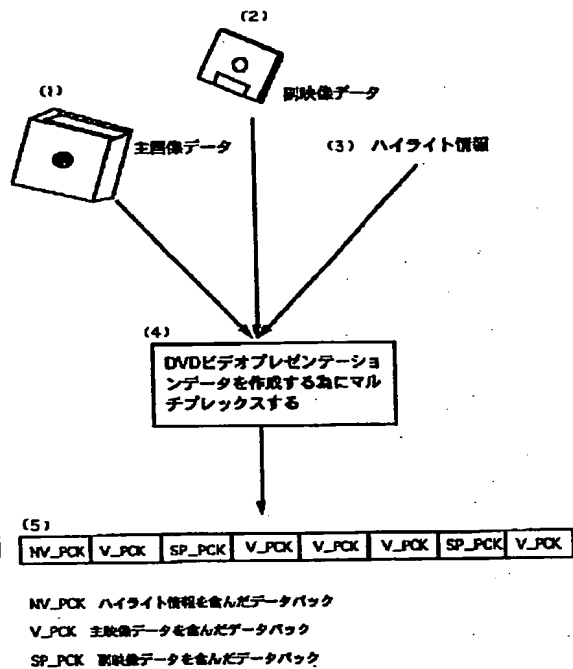 (2)
副映像データ
(1)
主画像データ
(3) ハイライト情報
(4)
DVDビデオプレゼンテーショ
ンデータを作成する為にマル
チプレックスする
(5)
NV_PCK V_PCK SP_PCK V_PCK V_PCK V_PCK SP_PCK V_PCK
NV_PCK ハイライト情報を含んだデータパック
V_PCK 主映像データを含んだデータパック
SP_PCK 副映像データを含んだデータパック